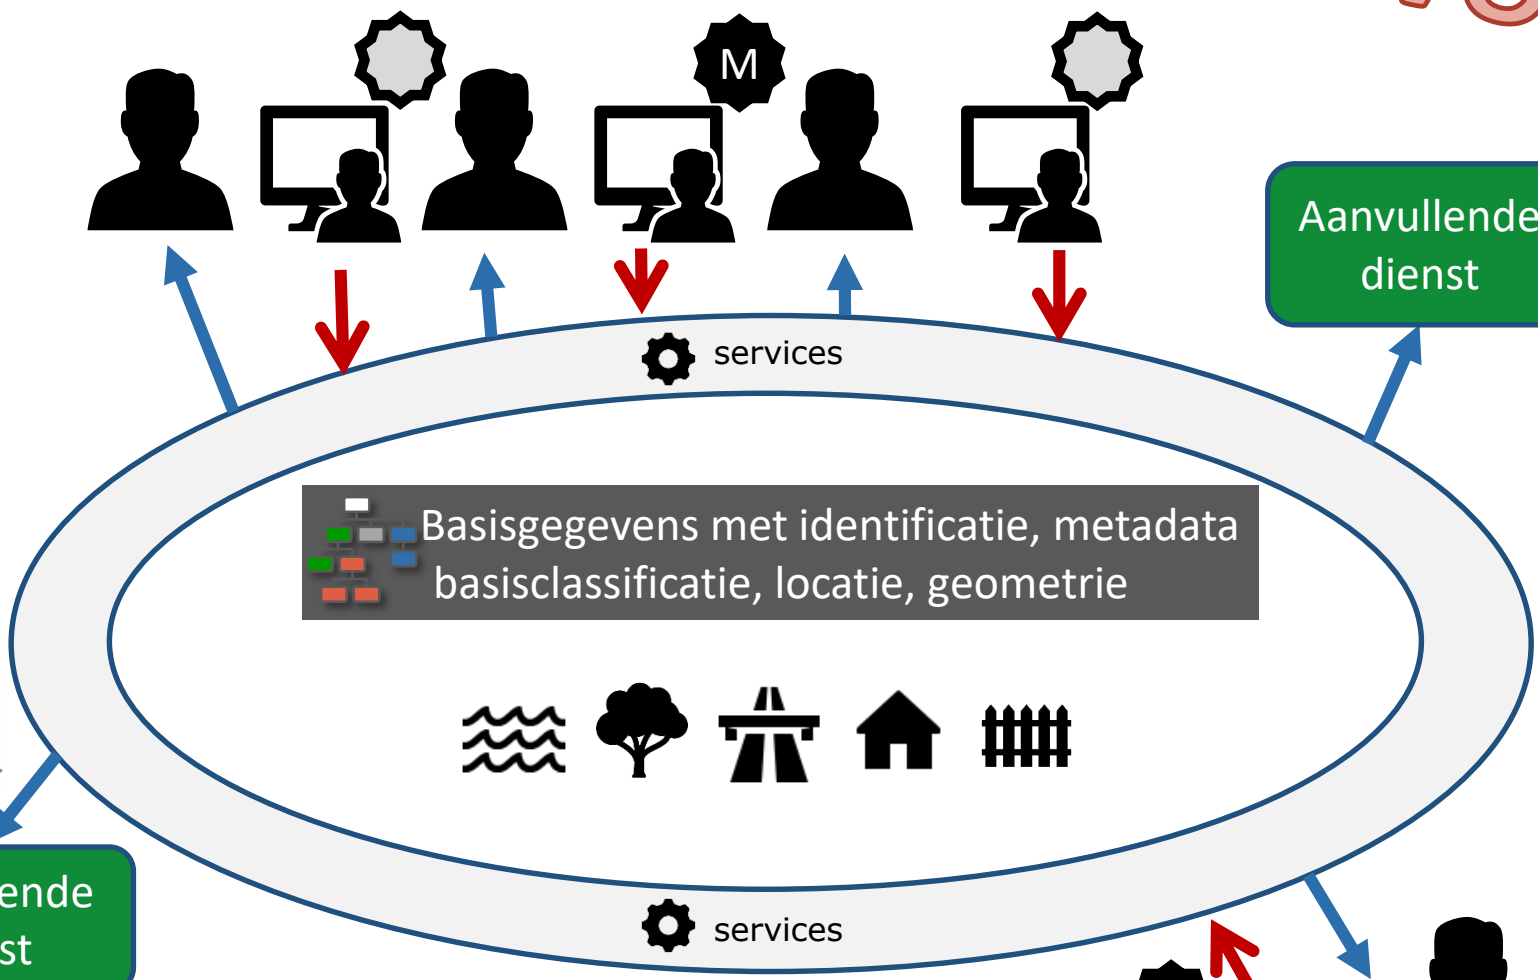 M
Aanvullende
dienst
services
Basisgegevens met identificatie, metadata
basisclassificatie, locatie, geometrie
ende
st
services